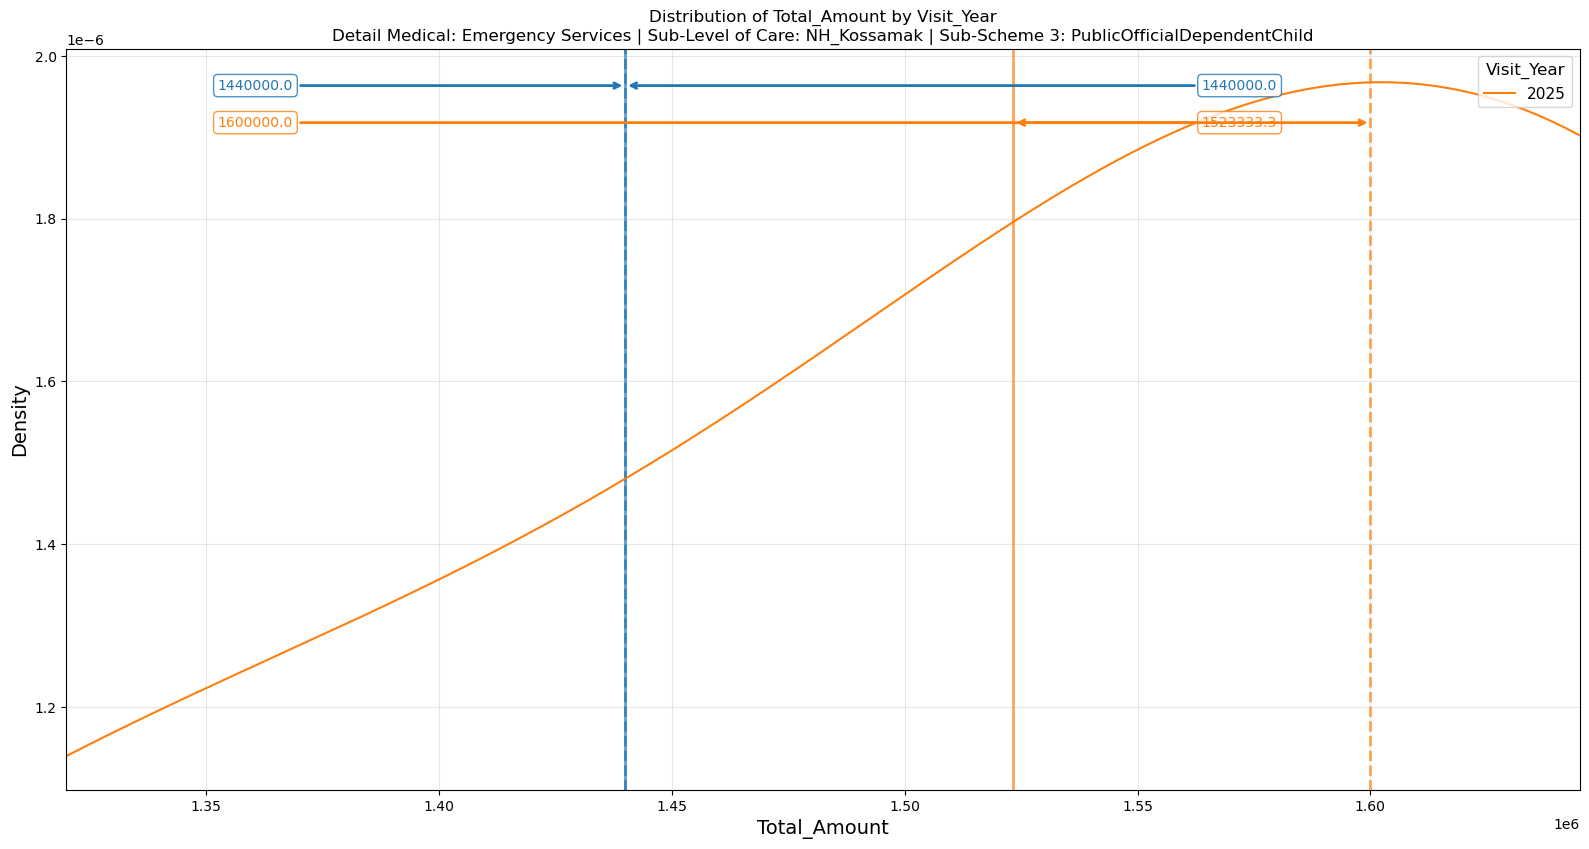 Distribution of Total_Amount by Visit_Year
Detail Medical: Emergency Services | Sub-Level of Care: NH_Kossamak | Sub-Scheme 3: PublicOfficialDependentChild
1e−6
2.0
1.8
1.6
1.4
1.2
Density
1440000.0
1440000.0
1600000.0
1523333.3
Visit_Year
2025
1.35
1.40
1.45
1.50
1.55
1.60
1e6
Total_Amount